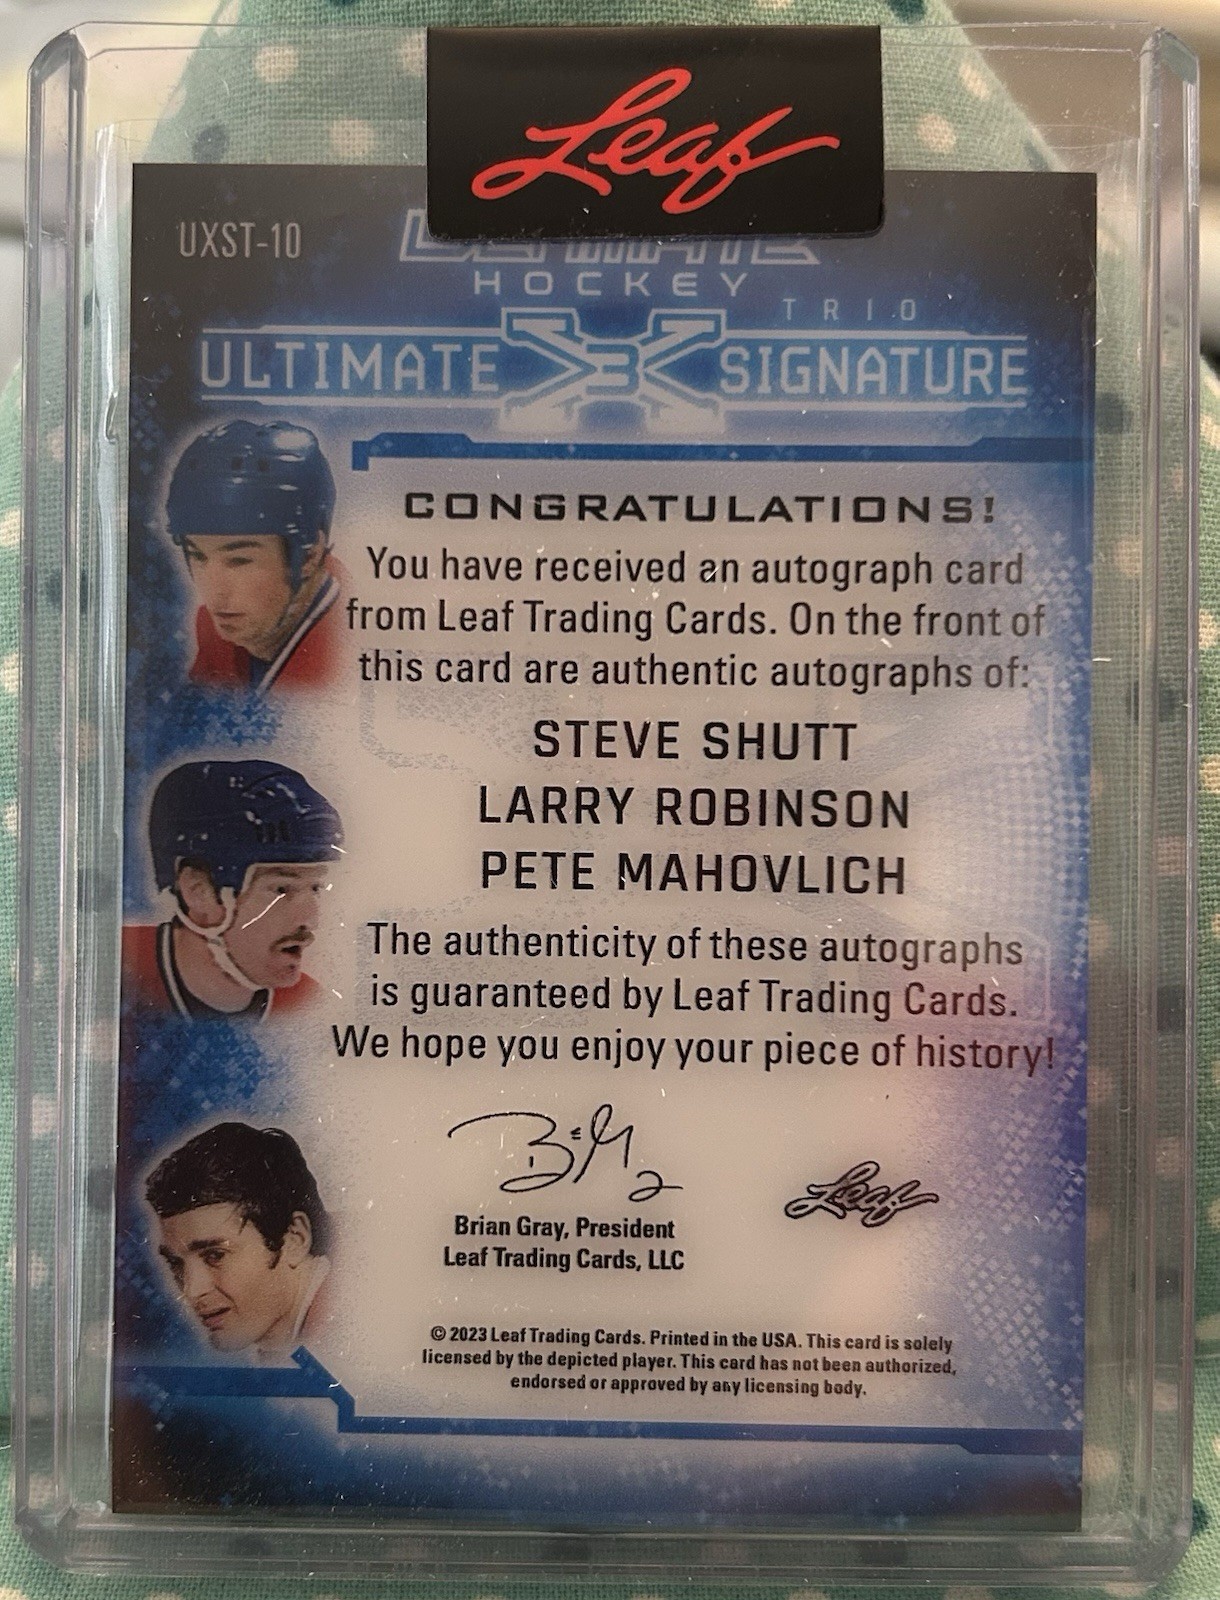 Leaf
UXST-10
ULTIMATE
HOCKEY
TRIO
ULTIMATE X3 SIGNATURE
CONGRATULATIONS!
You have received an autograph card
from Leaf Trading Cards. On the front of
this card are authentic autographs of:
STEVE SHUTT
LARRY ROBINSON
PETE MAHOVLICH
The authenticity of these autographs
is guaranteed by Leaf Trading Cards.
We hope you enjoy your piece of history!
Brian Gray, President
Leaf Trading Cards, LLC
Leaf
© 2023 Leaf Trading Cards. Printed in the USA. This card is solely
licensed by the depicted player. This card has not been authorized,
endorsed or approved by any licensing body.